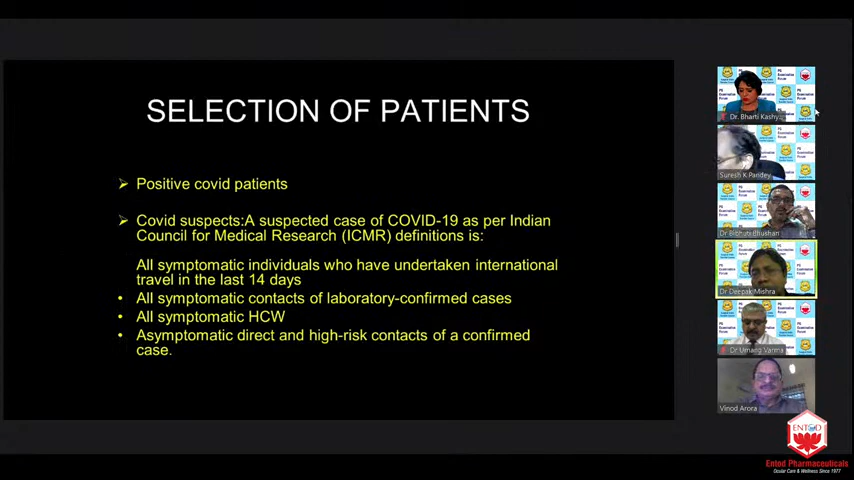 SELECTION OF PATIENTS
➢ Positive covid patients
➢ Covid suspects:A suspected case of COVID-19 as per Indian
Council for Medical Research (ICMR) definitions is:
All symptomatic individuals who have undertaken international
travel in the last 14 days
• All symptomatic contacts of laboratory-confirmed cases
• All symptomatic HCW
• Asymptomatic direct and high-risk contacts of a confirmed
case.
Dr. Bharti Kashy
Suresh K Pandey
Dr Bibhuti Bhushan
Dr Deepak Mishra
Dr Umang Varma
Vinod Arora
ENTOD
Entod Pharmaceuticals
Ocular Care & Wellness Since 1977